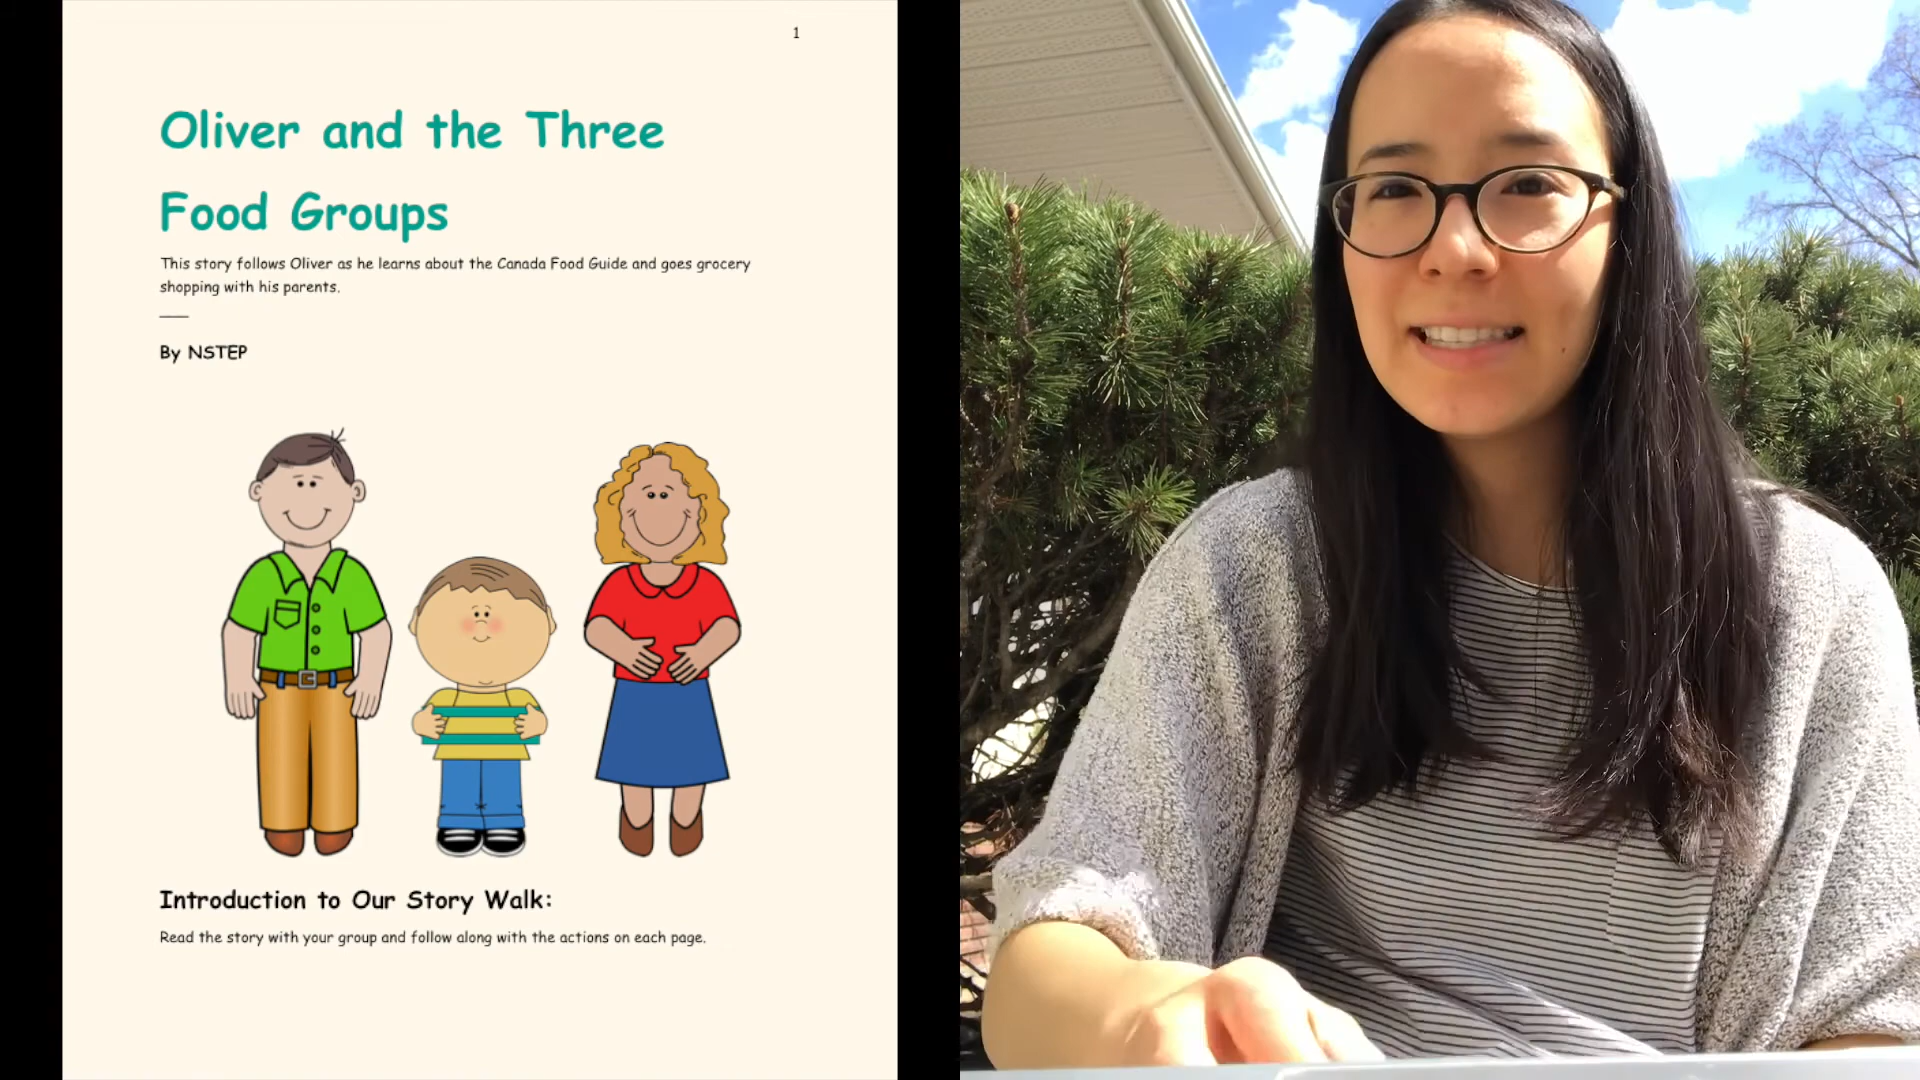 1
Oliver and the Three
Food Groups
This story follows Oliver as he learns about the Canada Food Guide and goes grocery
shopping with his parents.
By NSTEP
Introduction to Our Story Walk:
Read the story with your group and follow along with the actions on each page.